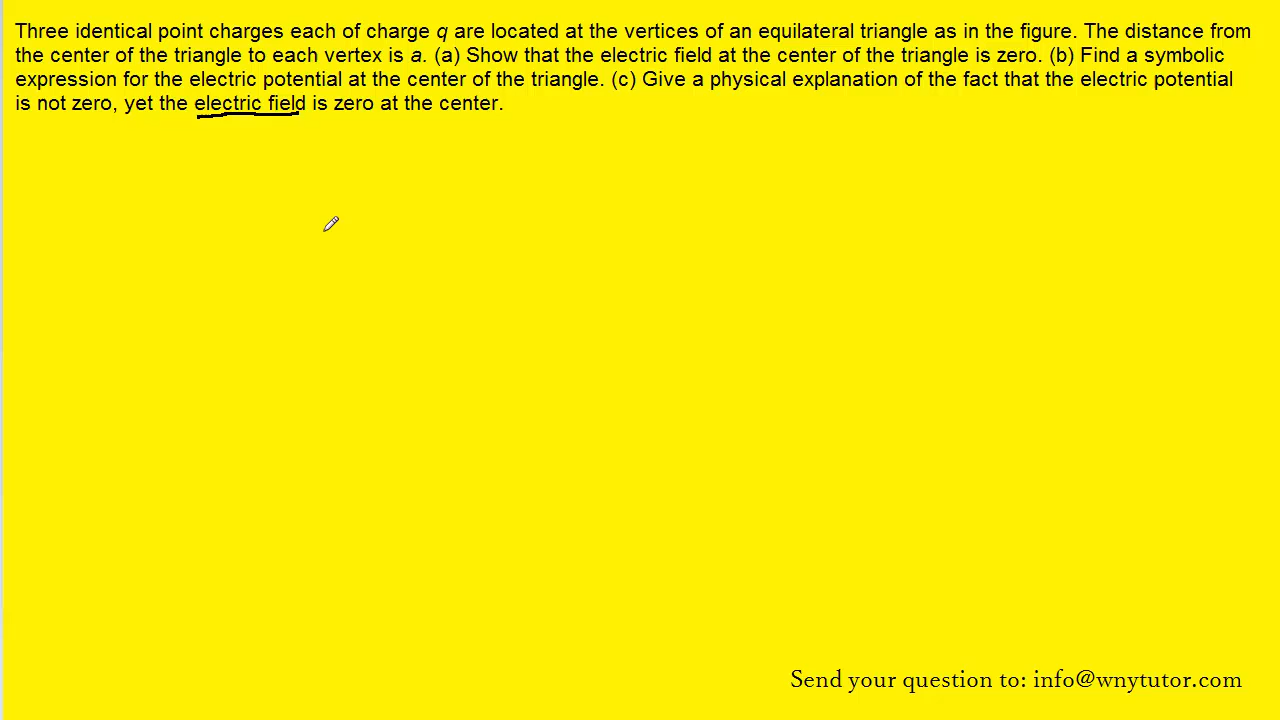 Three identical point charges each of charge q are located at the vertices of an equilateral triangle as in the figure. The distance from
the center of the triangle to each vertex is a. (a) Show that the electric field at the center of the triangle is zero. (b) Find a symbolic
expression for the electric potential at the center of the triangle. (c) Give a physical explanation of the fact that the electric potential
is not zero, yet the electric field is zero at the center.
Send your question to: info@wnytutor.com